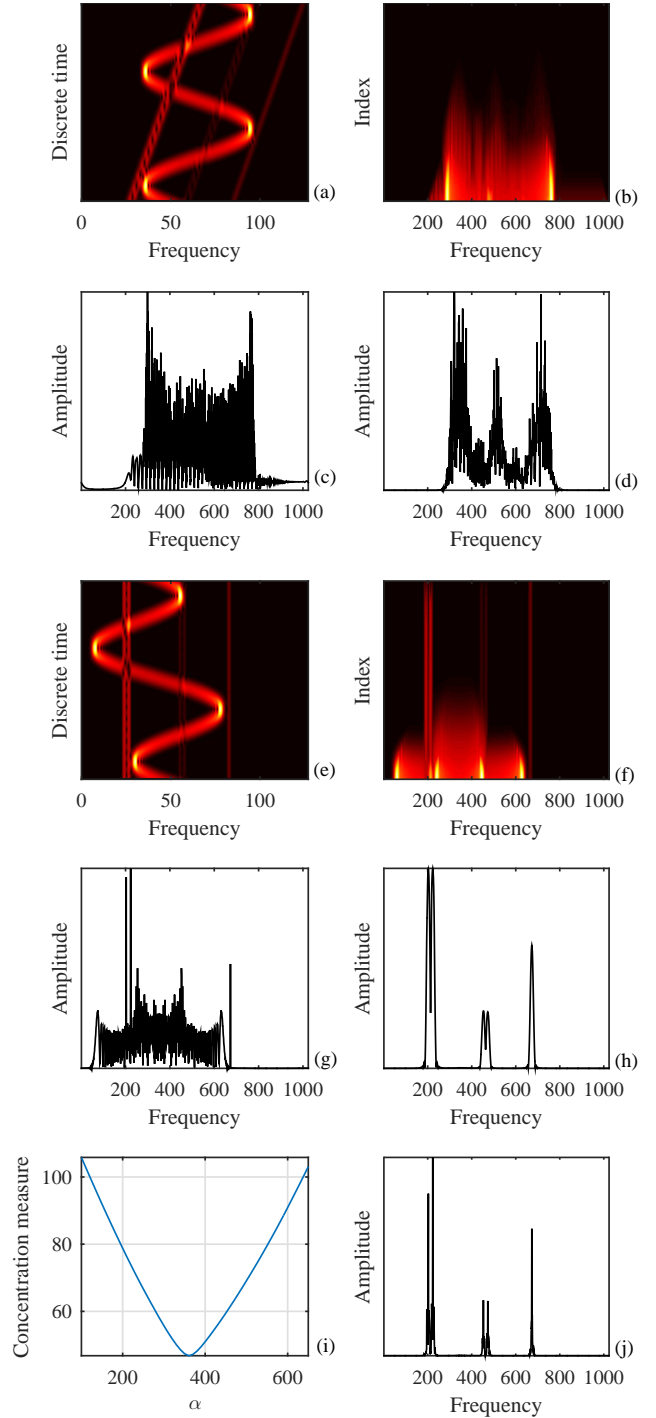 Discrete time
(a)
0 50 100
Frequency
Index
(b)
200 400 600 800 1000
Frequency
Amplitude
(c)
200 400 600 800 1000
Frequency
Amplitude
(d)
200 400 600 800 1000
Frequency
Discrete time
(e)
0 50 100
Frequency
Index
(f)
200 400 600 800 1000
Frequency
Amplitude
(g)
200 400 600 800 1000
Frequency
Amplitude
(h)
200 400 600 800 1000
Frequency
Concentration measure
100
80
60
(i)
200 400 600
α
Amplitude
(j)
200 400 600 800 1000
Frequency